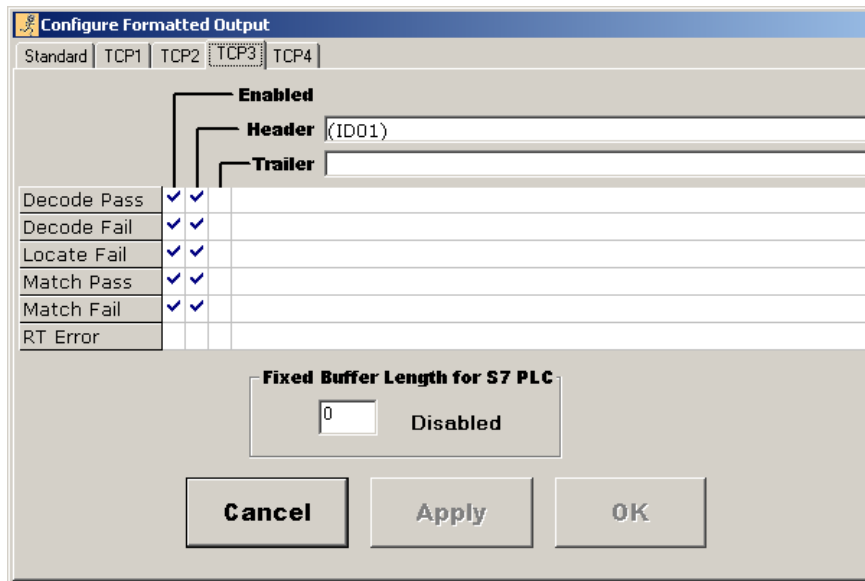 Configure Formatted Output
Standard TCP1 TCP2 TCP3 TCP4
Enabled
Header (ID01)
Trailer
Decode Pass
Decode Fail
Locate Fail
Match Pass
Match Fail
RT Error
Fixed Buffer Length for S7 PLC
0 Disabled
Cancel Apply OK